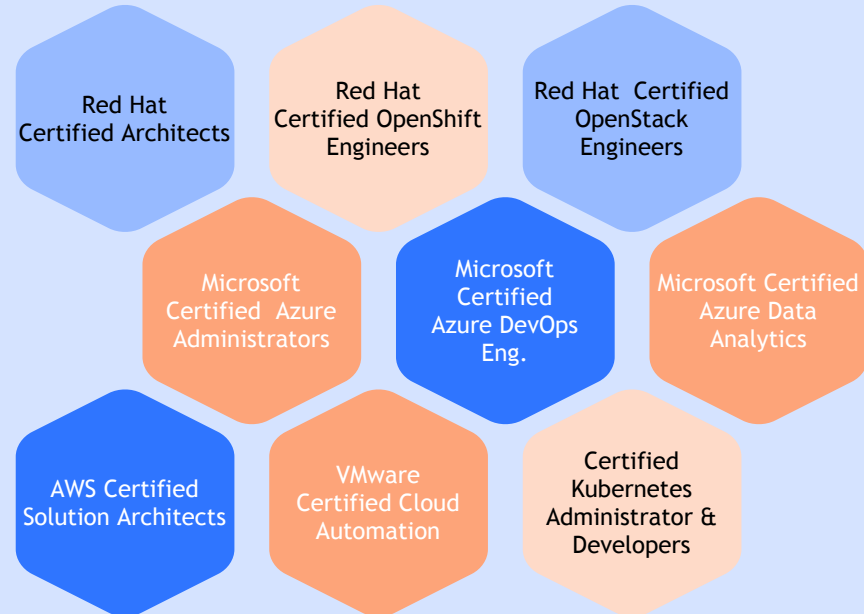 Red Hat
Certified Architects
Red Hat
Certified OpenShift
Engineers
Red Hat  Certified
OpenStack
Engineers
Microsoft
Certified  Azure
Administrators
Microsoft
Certified
Azure DevOps
Eng.
Microsoft Certified
Azure Data
Analytics
AWS Certified
Solution Architects
VMware
Certified Cloud
Automation
Certified
Kubernetes
Administrator &
Developers